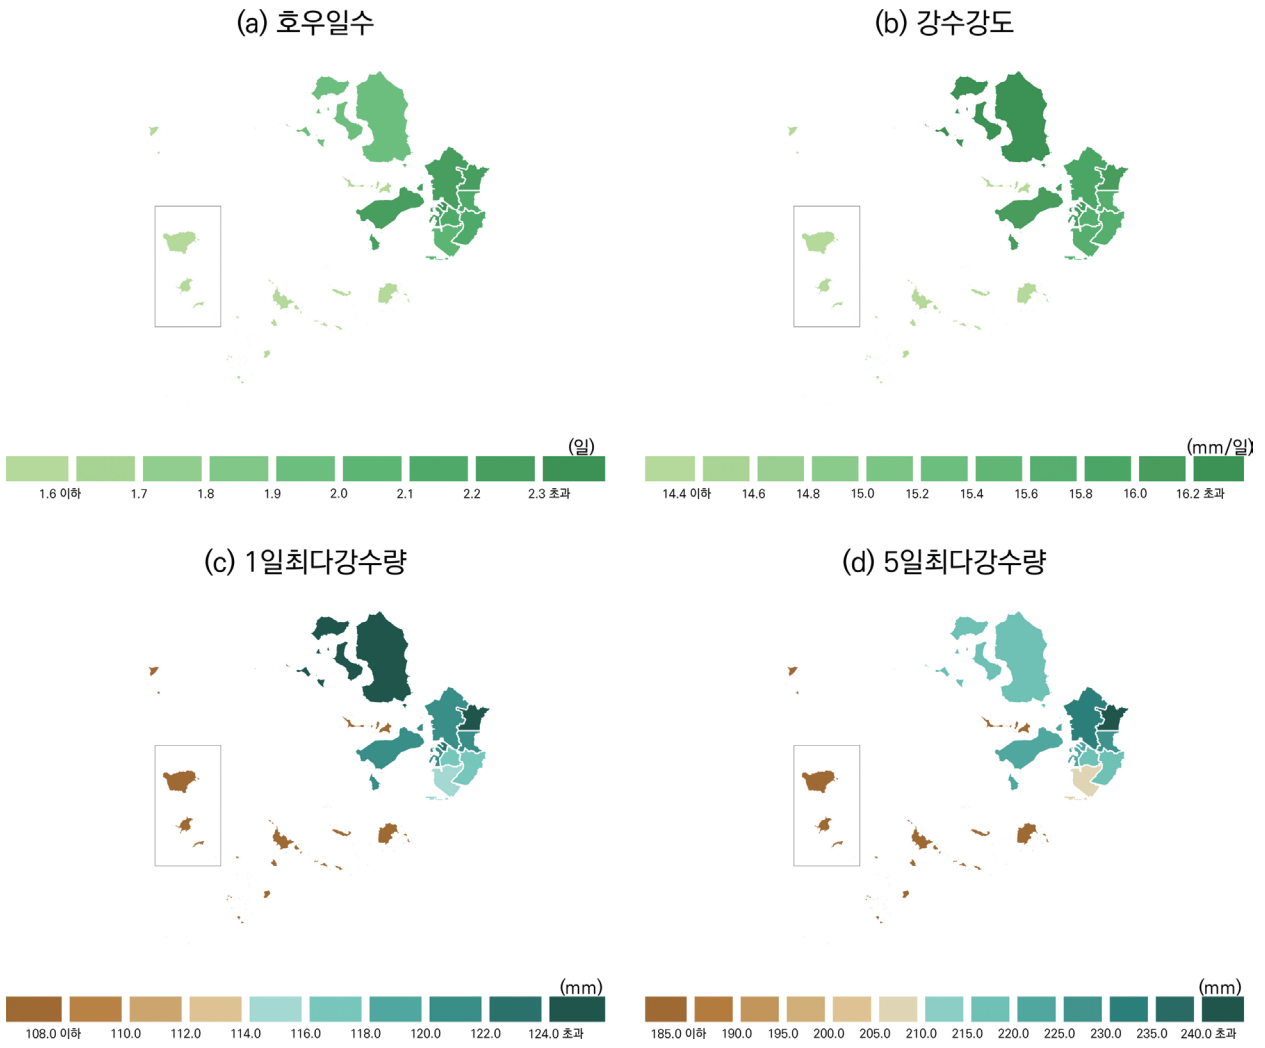 (a) 호우일수
(b) 강수강도
(일)
1.6 이하 1.7 1.8 1.9 2.0 2.1 2.2 2.3 초과
(mm/일)
14.4 이하 14.6 14.8 15.0 15.2 15.4 15.6 15.8 16.0 16.2 초과
(c) 1일최다강수량
(d) 5일최다강수량
(mm)
108.0 이하 110.0 112.0 114.0 116.0 118.0 120.0 122.0 124.0 초과
(mm)
185.0 이하 190.0 195.0 200.0 205.0 210.0 215.0 220.0 225.0 230.0 235.0 240.0 초과